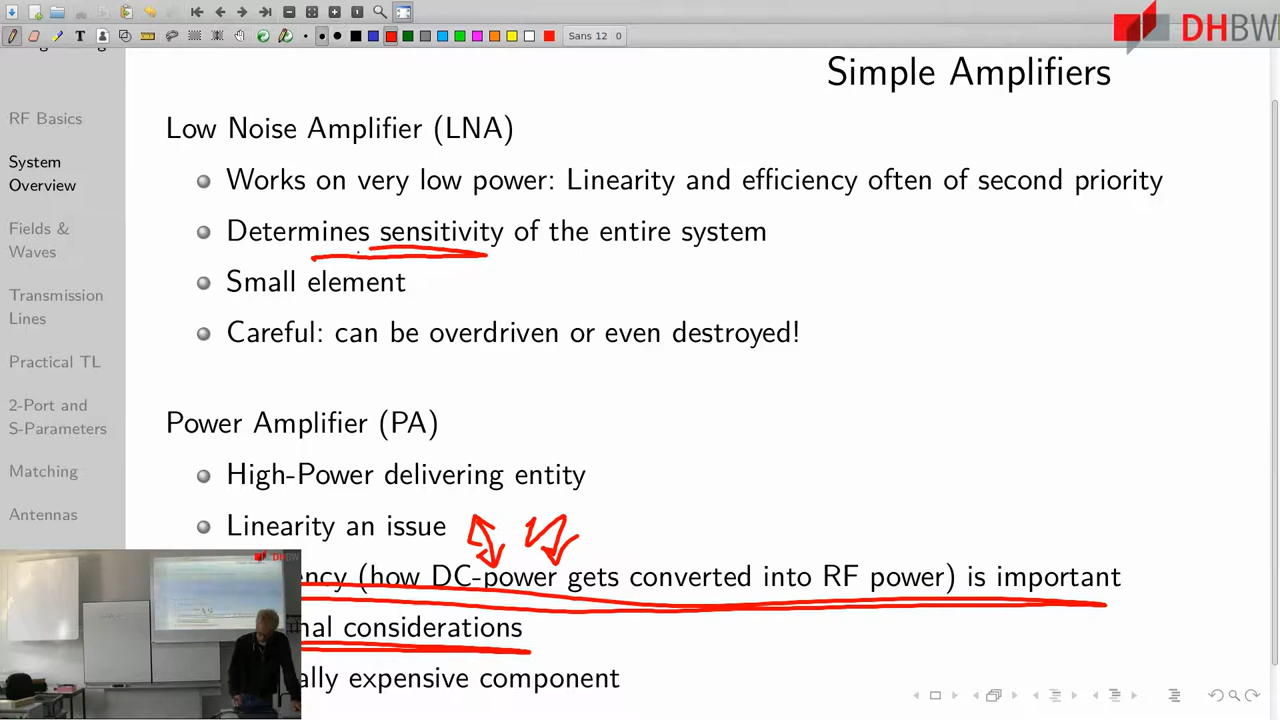 Sans 12 0
DHBW
Simple Amplifiers
RF Basics
System
Overview
Fields &
Waves
Transmission
Lines
Practical TL
2-Port and
S-Parameters
Matching
Antennas
Low Noise Amplifier (LNA)
Works on very low power: Linearity and efficiency often of second priority
Determines sensitivity of the entire system
Small element
Careful: can be overdriven or even destroyed!
Power Amplifier (PA)
High-Power delivering entity
Linearity an issue
(how DC-power gets converted into RF power) is important
considerations
expensive component